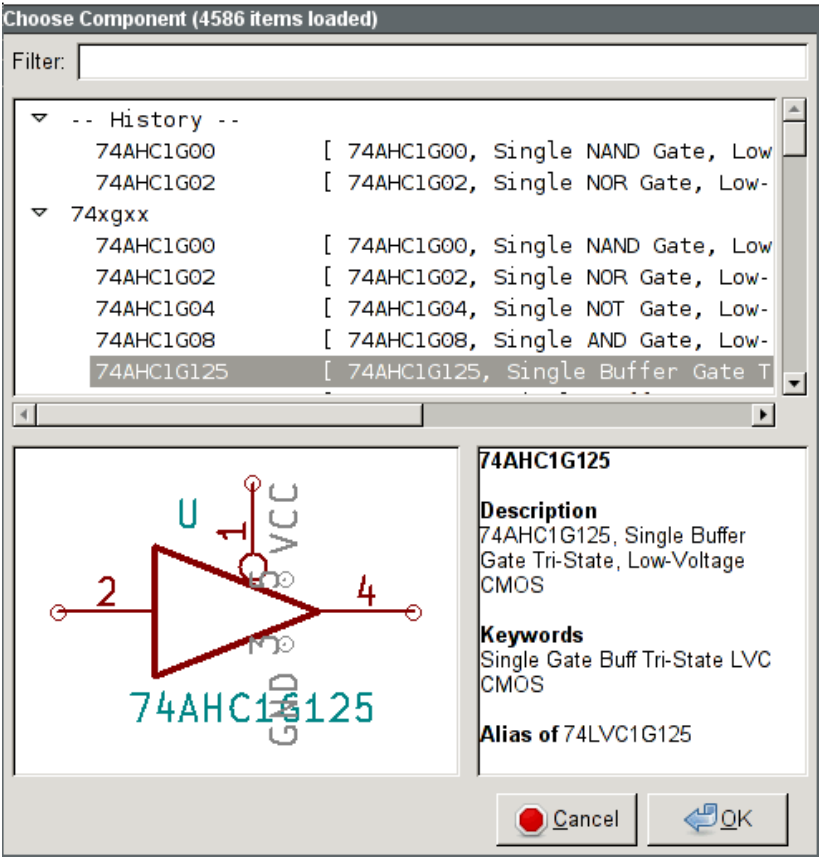 Choose Component (4586 items loaded)
Filter:
-- History --
74AHC1G00 [ 74AHC1G00, Single NAND Gate, Low
74AHC1G02 [ 74AHC1G02, Single NOR Gate, Low-
74xgxx
74AHC1G00 [ 74AHC1G00, Single NAND Gate, Low
74AHC1G02 [ 74AHC1G02, Single NOR Gate, Low-
74AHC1G04 [ 74AHC1G04, Single NOT Gate, Low-
74AHC1G08 [ 74AHC1G08, Single AND Gate, Low-
74AHC1G125 [ 74AHC1G125, Single Buffer Gate T
U
1
VCC
5
2
4
3
GND
74AHC1G125
74AHC1G125
Description
74AHC1G125, Single Buffer
Gate Tri-State, Low-Voltage
CMOS
Keywords
Single Gate Buff Tri-State LVC
CMOS
Alias of 74LVC1G125
Cancel
OK